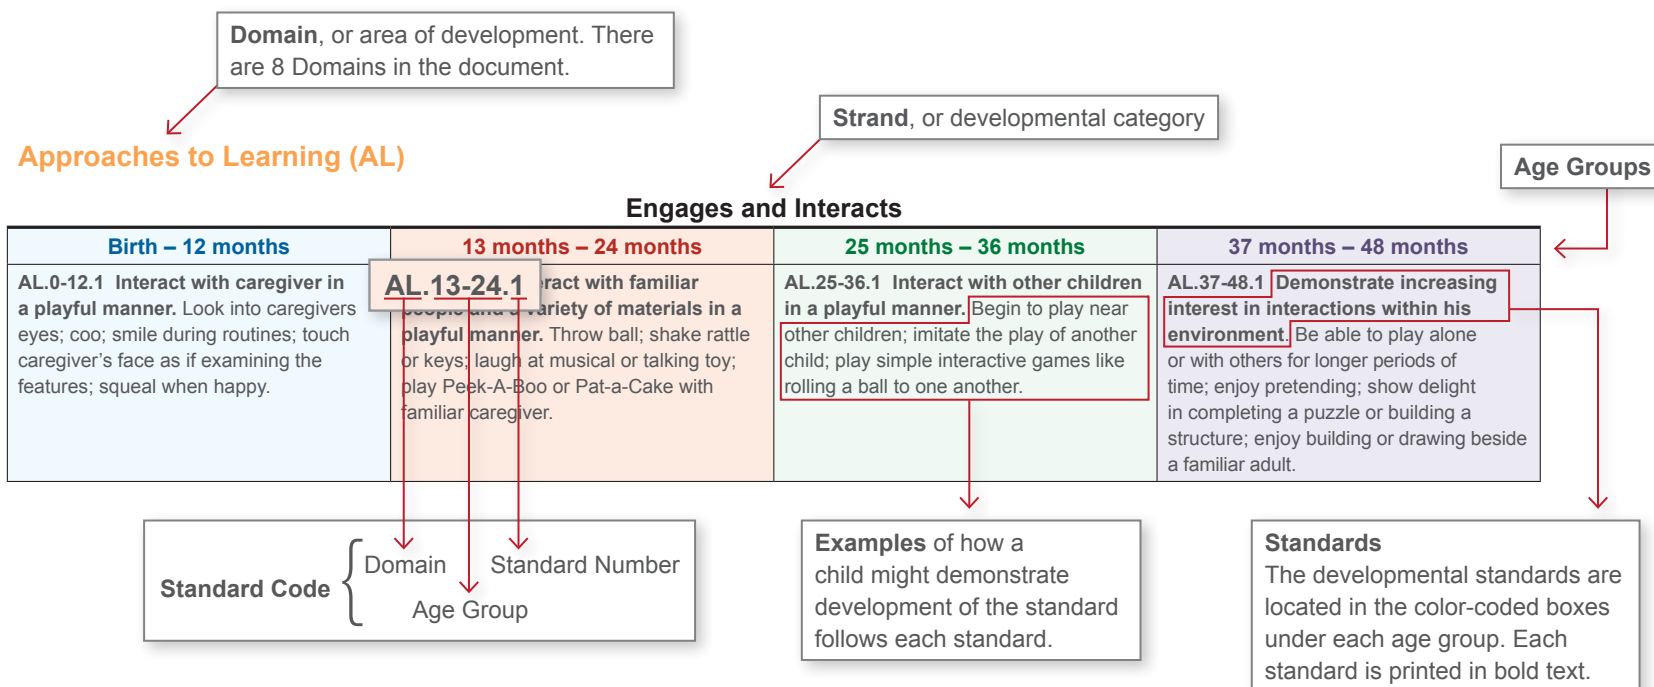 Domain, or area of development. There
are 8 Domains in the document.
Strand, or developmental category
Approaches to Learning (AL)
Age Groups
Engages and Interacts
Birth – 12 months
AL.0-12.1 Interact with caregiver in
a playful manner. Look into caregivers
eyes; coo; smile during routines; touch
caregiver’s face as if examining the
features; squeal when happy.
13 months – 24 months
AL.13-24.1
eract with familiar
people and a variety of materials in a
playful manner. Throw ball; shake rattle
or keys; laugh at musical or talking toy;
play Peek-A-Boo or Pat-a-Cake with
familiar caregiver.
25 months – 36 months
AL.25-36.1 Interact with other children
in a playful manner. Begin to play near
other children; imitate the play of another
child; play simple interactive games like
rolling a ball to one another.
37 months – 48 months
AL.37-48.1 Demonstrate increasing
interest in interactions within his
environment. Be able to play alone
or with others for longer periods of
time; enjoy pretending; show delight
in completing a puzzle or building a
structure; enjoy building or drawing beside
a familiar adult.
Standard Code
Domain
Standard Number
Age Group
Examples of how a
child might demonstrate
development of the standard
follows each standard.
Standards
The developmental standards are
located in the color-coded boxes
under each age group. Each
standard is printed in bold text.